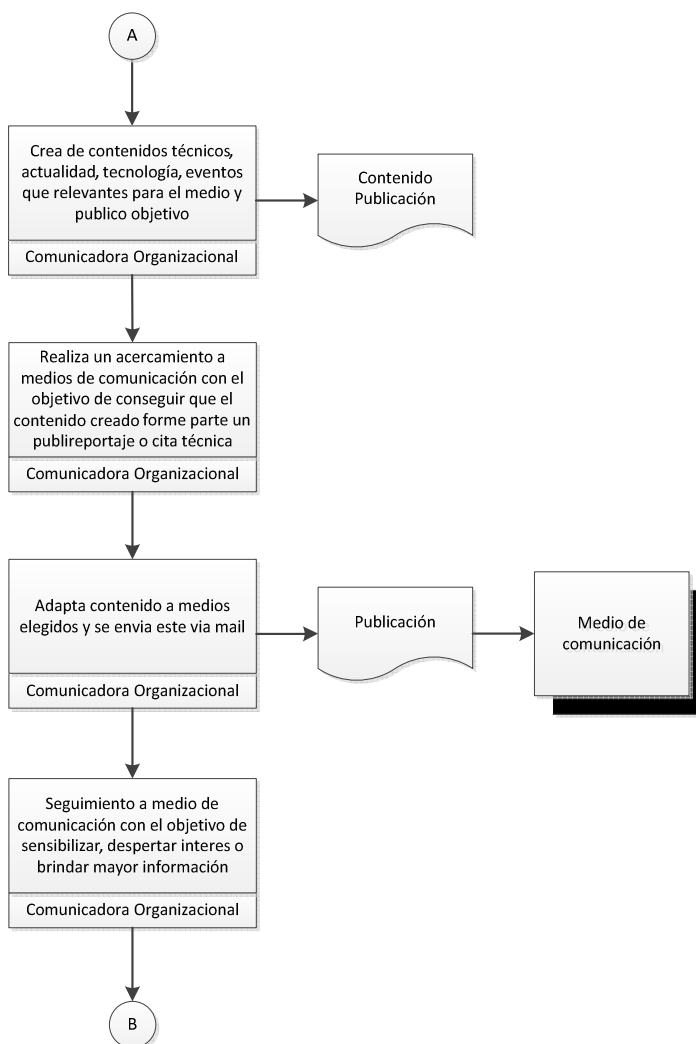 A
Crea de contenidos técnicos,
actualidad, tecnología, eventos
que relevantes para el medio y
publico objetivo
Comunicadora Organizacional
Contenido
Publicación
Realiza un acercamiento a
medios de comunicación con el
objetivo de conseguir que el
contenido creado forme parte un
publireportaje o cita técnica
Comunicadora Organizacional
Adapta contenido a medios
elegidos y se envia este via mail
Comunicadora Organizacional
Publicación
Medio de
comunicación
Seguimiento a medio de
comunicación con el objetivo de
sensibilizar, despertar interes o
brindar mayor información
Comunicadora Organizacional
B